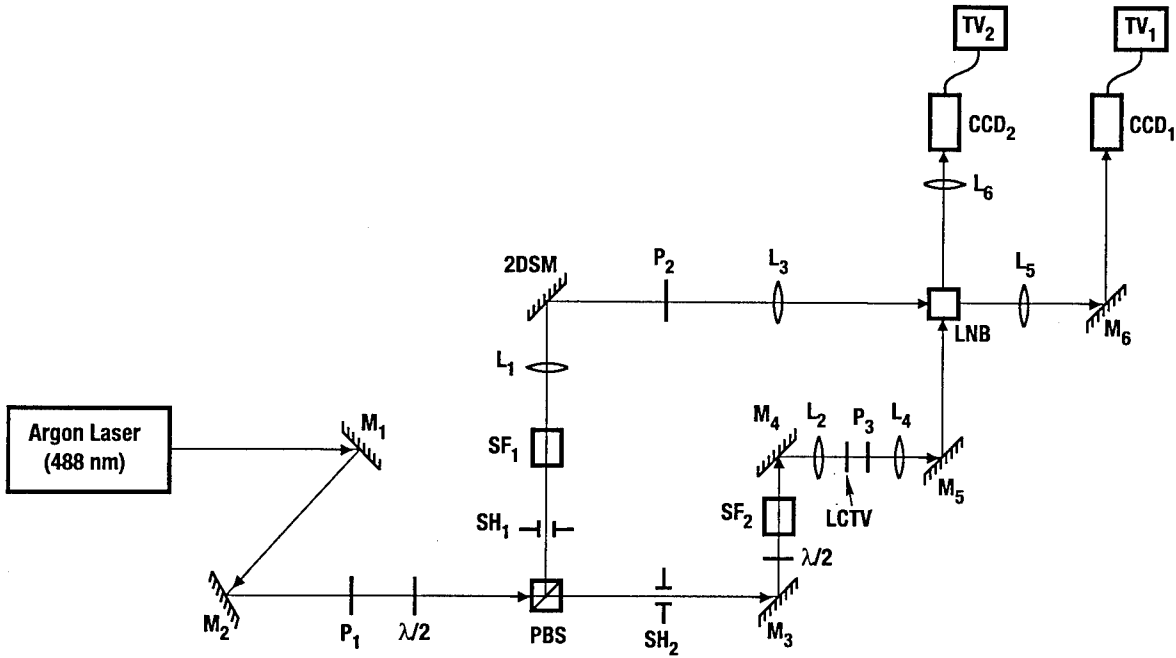 TV₂
TV₁
CCD₂
CCD₁
L₆
2DSM
P₂
L₃
L₅
LNB
M₆
L₁
M₁
Argon Laser
(488 nm)
SF₁
M₄
L₂
P₃
L₄
M₅
LCTV
SF₂
SH₁
λ/2
M₂
P₁
λ/2
PBS
SH₂
M₃